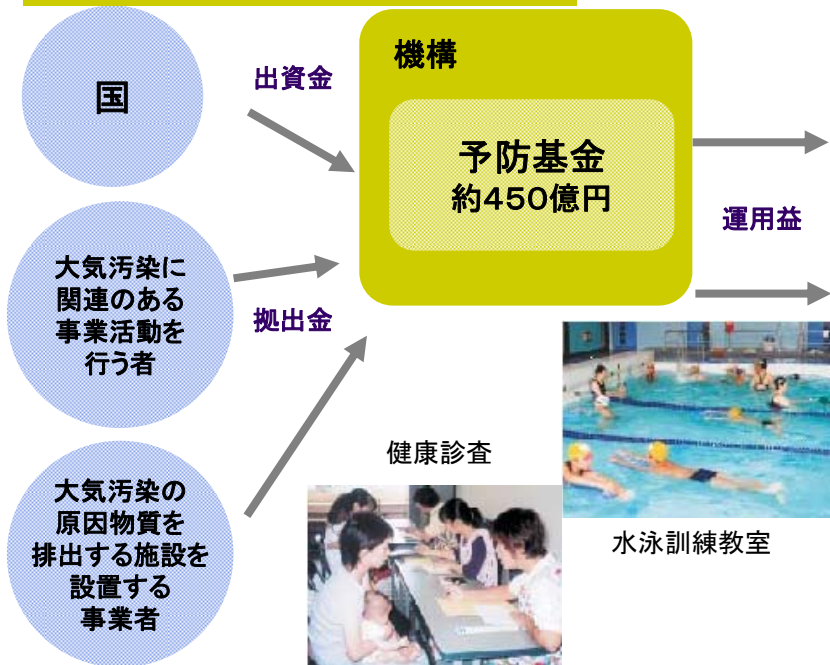 国
出資金
機構
予防基金
約450億円
運用益
大気汚染に
関連のある
事業活動を
行う者
拠出金
大気汚染の
原因物質を
排出する施設を
設置する
事業者
健康診査
水泳訓練教室